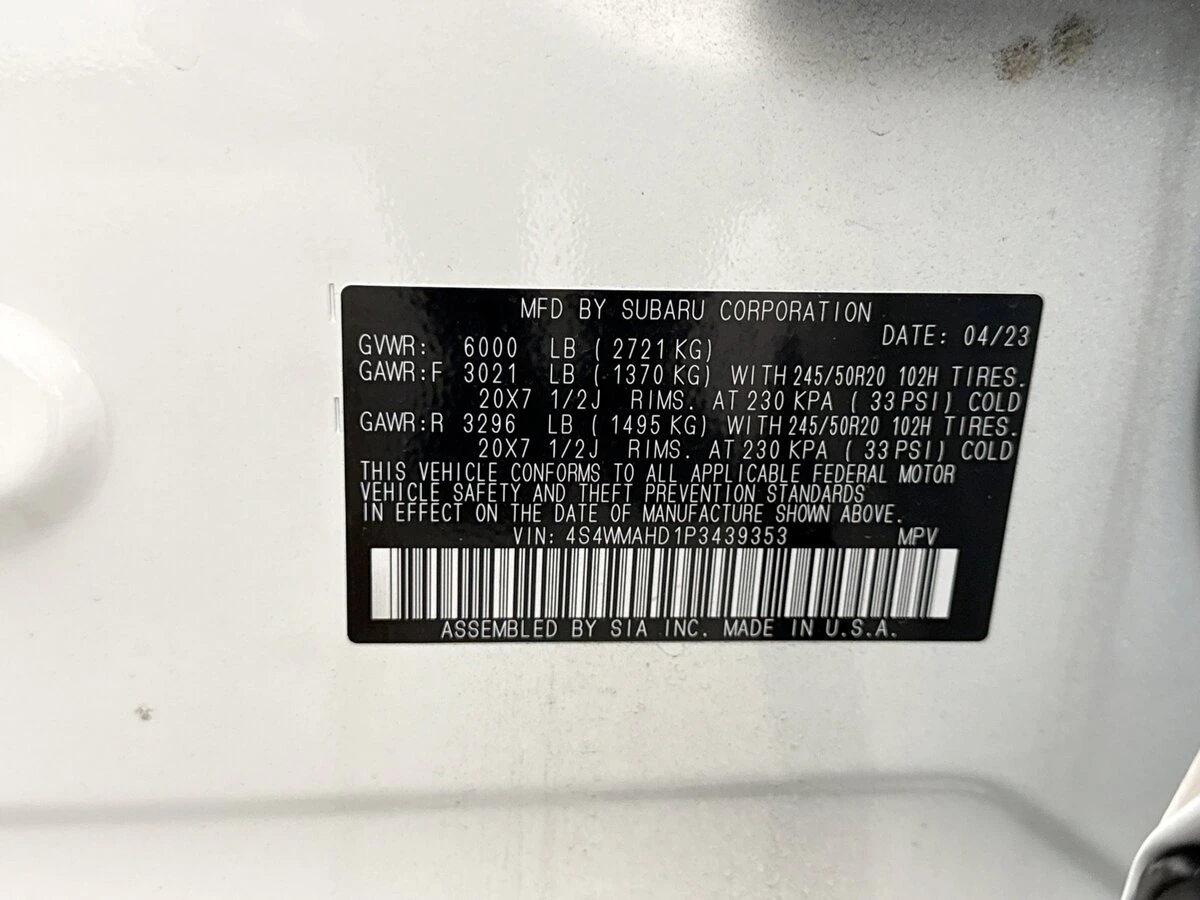 MFD BY SUBARU CORPORATION
DATE: 04/23
GVWR: 6000 LB ( 2721 KG)
GAWR:F 3021 LB ( 1370 KG) WITH 245/50R20 102H TIRES.
20X7 1/2J RIMS. AT 230 KPA ( 33 PSI) COLD
GAWR:R 3296 LB ( 1495 KG) WITH 245/50R20 102H TIRES.
20X7 1/2J RIMS. AT 230 KPA ( 33 PSI) COLD
THIS VEHICLE CONFORMS TO ALL APPLICABLE FEDERAL MOTOR
VEHICLE SAFETY AND THEFT PREVENTION STANDARDS
IN EFFECT ON THE DATE OF MANUFACTURE SHOWN ABOVE.
VIN: 4S4WMAHD1P3439353 MPV
ASSEMBLED BY SIA INC. MADE IN U.S.A.